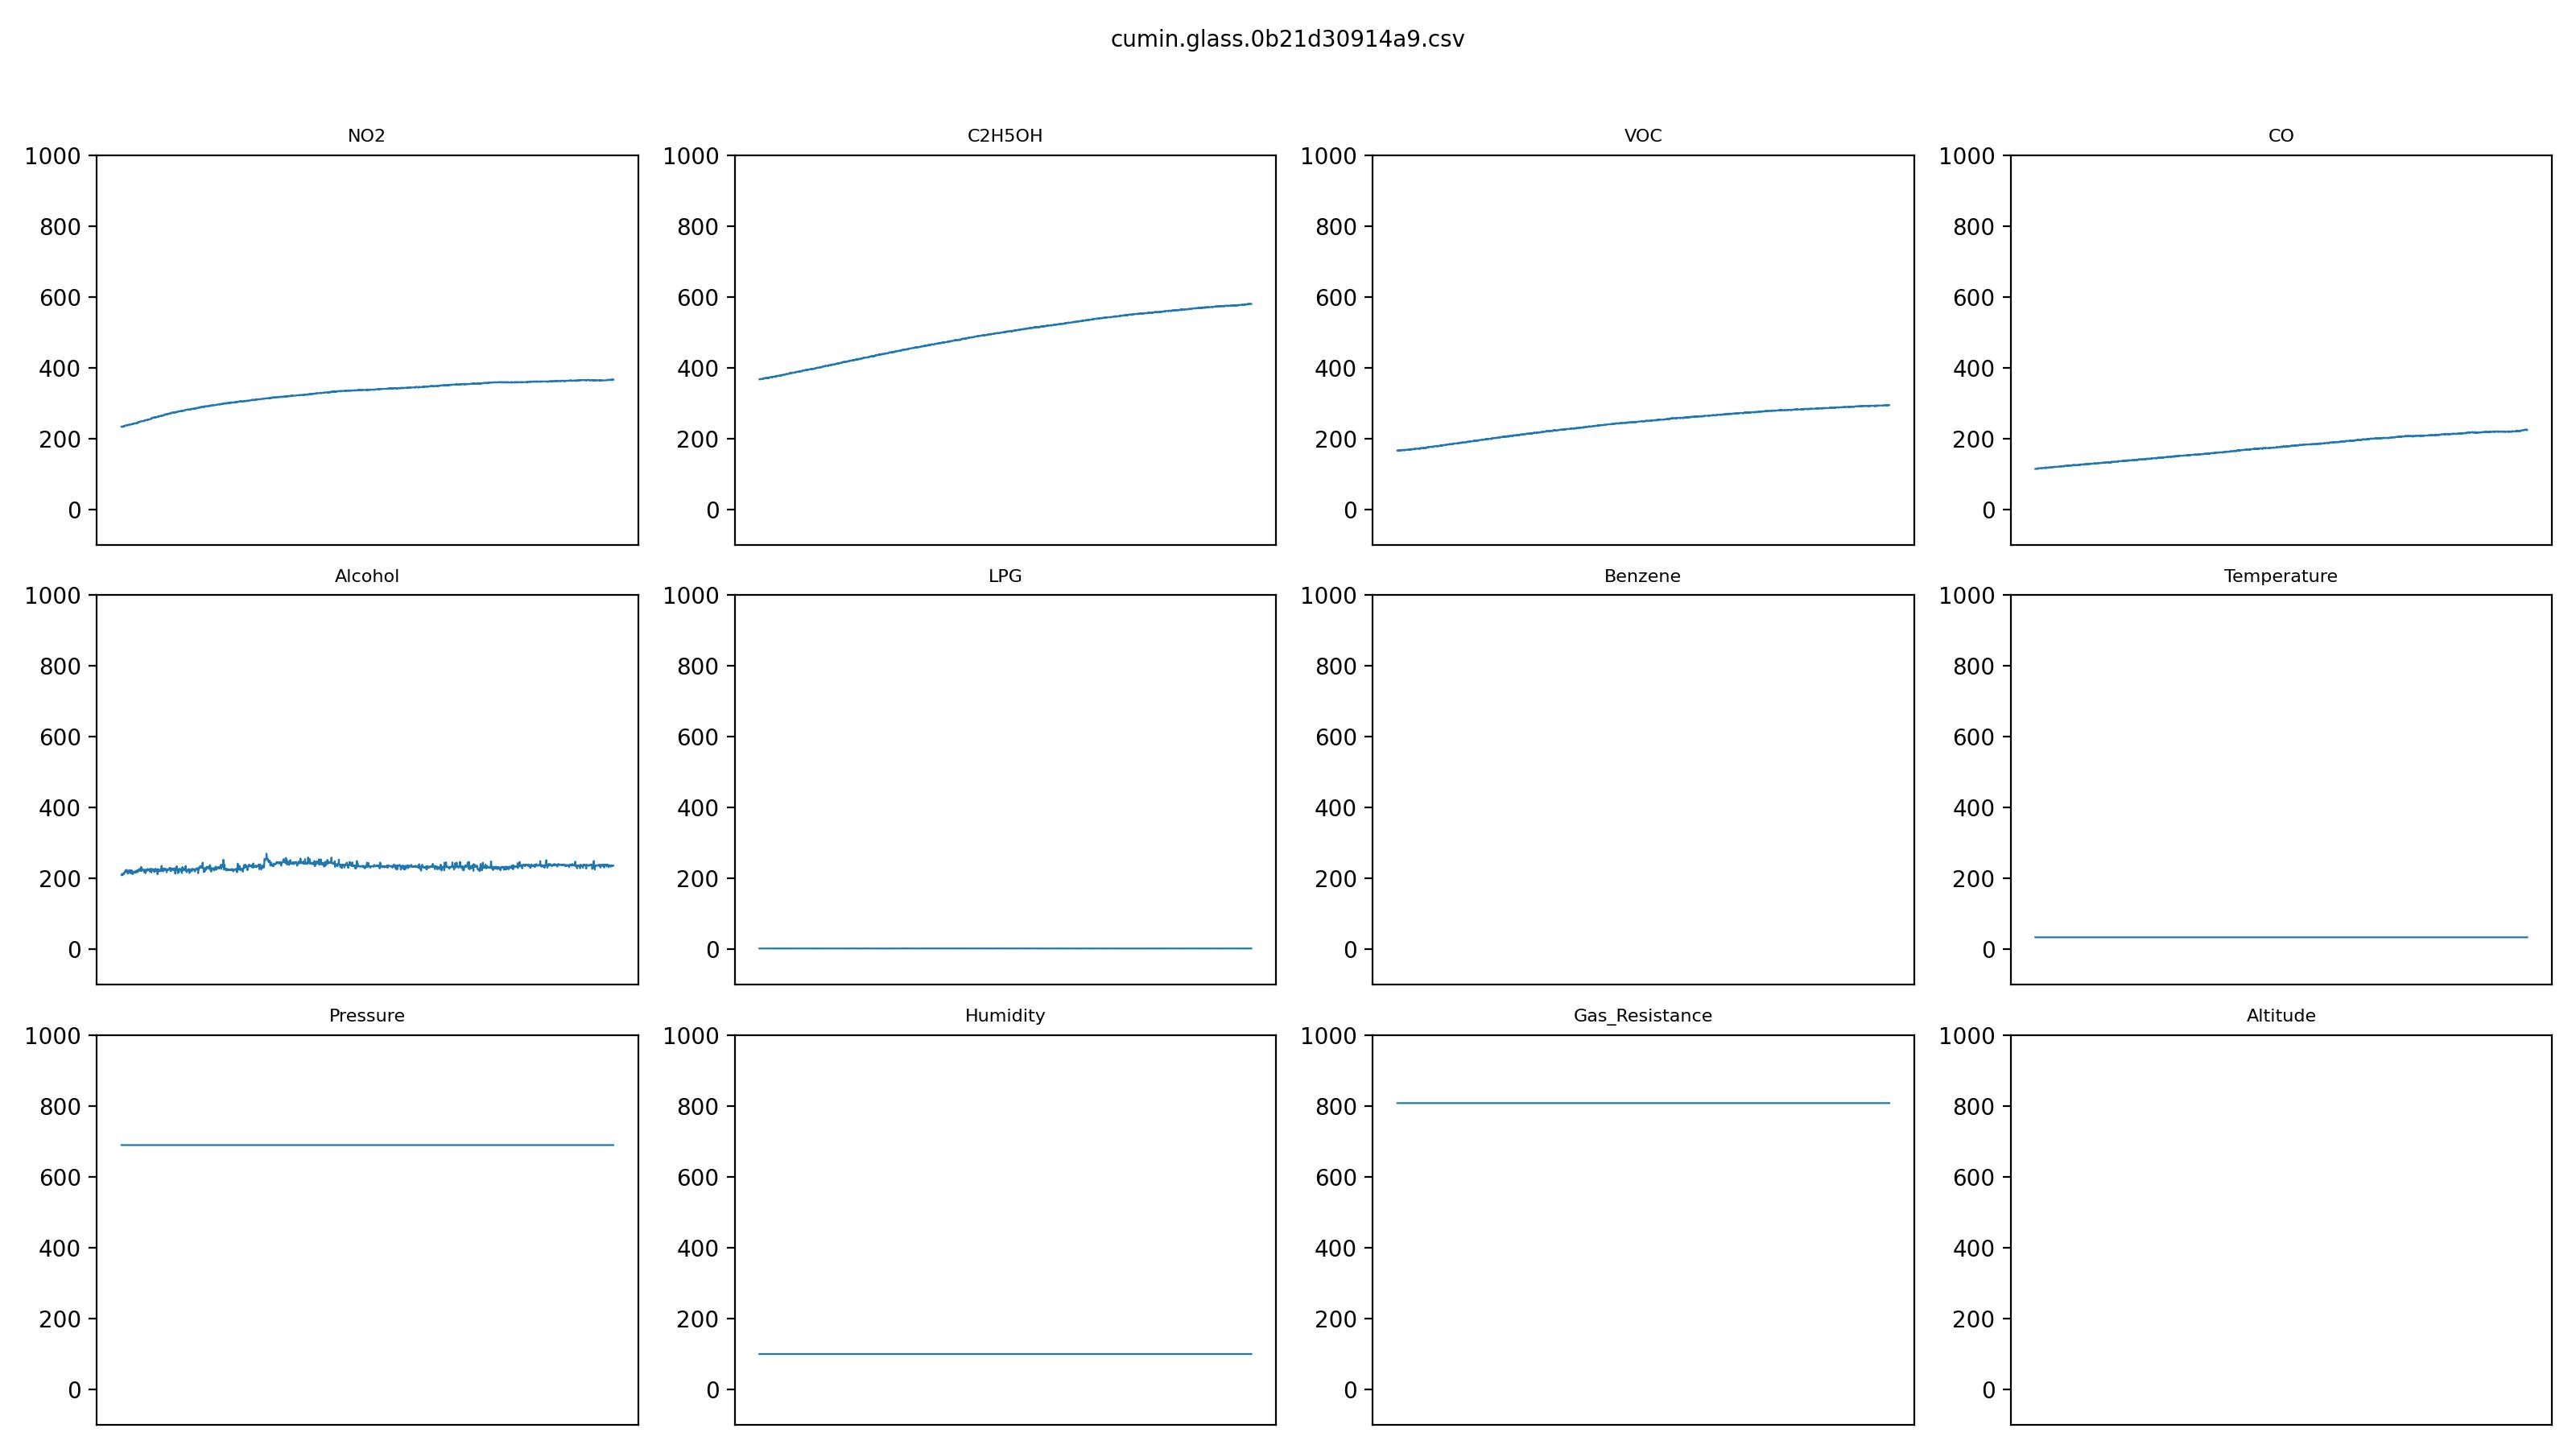 cumin.glass.0b21d30914a9.csv
NO2 C2H5OH VOC CO
1000 1000 1000 1000
800 800 800 800
600 600 600 600
400 400 400 400
200 200 200 200
0 0 0 0
Alcohol LPG Benzene Temperature
1000 1000 1000 1000
800 800 800 800
600 600 600 600
400 400 400 400
200 200 200 200
0 0 0 0
Pressure Humidity Gas_Resistance Altitude
1000 1000 1000 1000
800 800 800 800
600 600 600 600
400 400 400 400
200 200 200 200
0 0 0 0